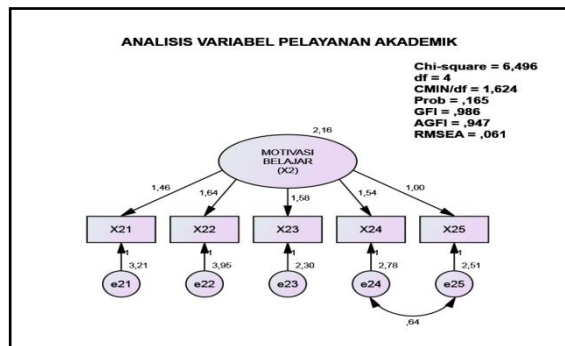 ANALISIS VARIABEL PELAYANAN AKADEMIK
Chi-square = 6,496
df = 4
CMIN/df = 1,624
Prob = ,165
GFI = ,986
AGFI = ,947
RMSEA = ,061
2,16
MOTIVASI
BELAJAR
(X2)
1,46 1,64 1,58 1,54 1,00
X21 X22 X23 X24 X25
1 1 1 1 1
3,21 3,95 2,30 2,78 2,51
e21 e22 e23 e24 e25
,64